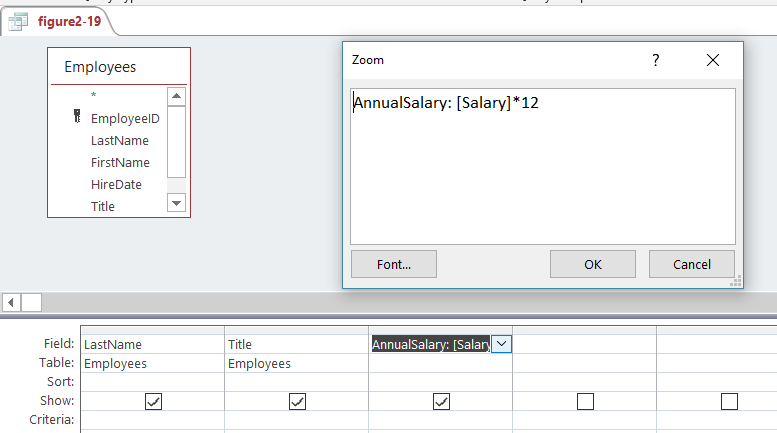 figure2-19
Employees
*
EmployeeID
LastName
FirstName
HireDate
Title
Zoom
?
AnnualSalary: [Salary]*12
Font...
OK
Cancel
Field: LastName Title AnnualSalary: [Salary
Table: Employees Employees
Sort:
Show:
Criteria: